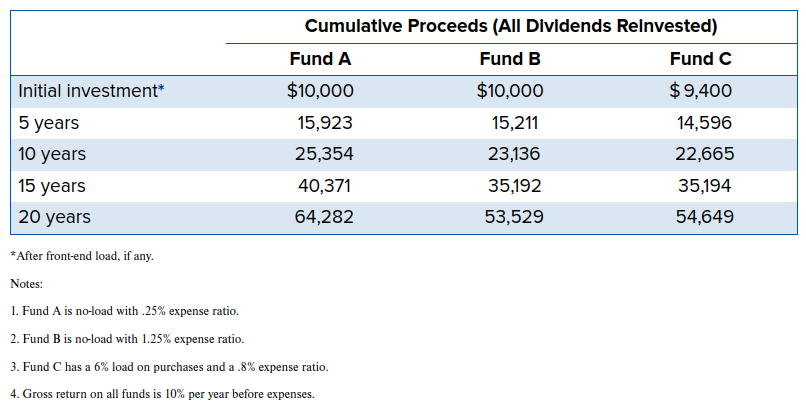 Cumulative Proceeds (All Dividends Reinvested)
Fund A Fund B Fund C
Initial investment* $10,000 $10,000 $ 9,400
5 years 15,923 15,211 14,596
10 years 25,354 23,136 22,665
15 years 40,371 35,192 35,194
20 years 64,282 53,529 54,649
*After front-end load, if any.
Notes:
1. Fund A is no-load with .25% expense ratio.
2. Fund B is no-load with 1.25% expense ratio.
3. Fund C has a 6% load on purchases and a .8% expense ratio.
4. Gross return on all funds is 10% per year before expenses.